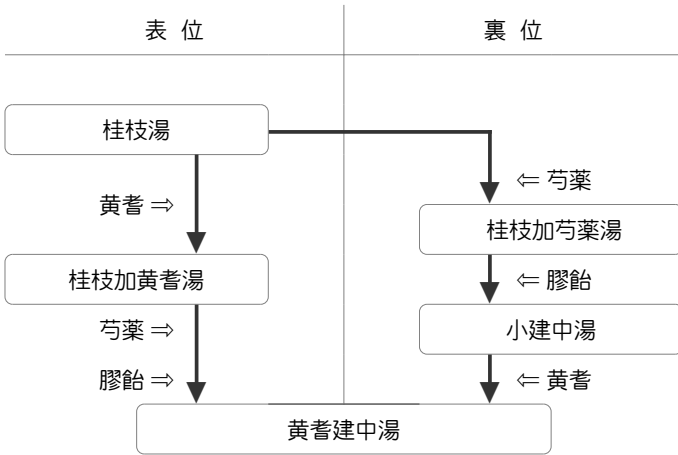 表 位
裏 位
桂枝湯
⇐ 芍薬
黄耆 ⇒
桂枝加芍薬湯
桂枝加黄耆湯
⇐ 膠飴
芍薬 ⇒
小建中湯
膠飴 ⇒
⇐ 黄耆
黄耆建中湯